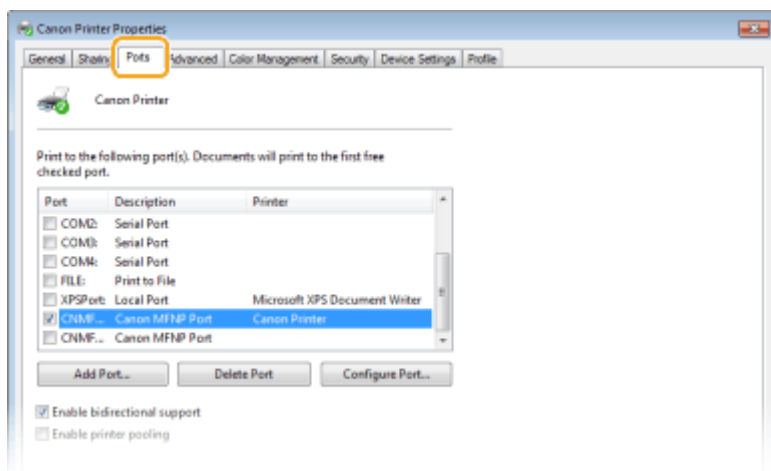 Canon Printer Properties
General Sharing Ports Advanced Color Management Security Device Settings Profile
Canon Printer
Print to the following port(s). Documents will print to the first free
checked port.
Port Description Printer
COM2: Serial Port
COM3: Serial Port
COM4: Serial Port
FILE: Print to File
XPSPort: Local Port Microsoft XPS Document Writer
CNMF... Canon MFNP Port Canon Printer
CNMF... Canon MFNP Port
Add Port... Delete Port Configure Port...
Enable bidirectional support
Enable printer pooling